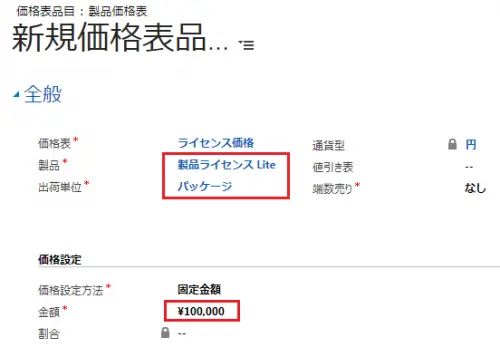 価格表品目：製品価格表
新規価格表品...
全般
価格表* ライセンス価格 通貨型 円
製品* 製品ライセンス Lite 値引き表 --
出荷単位* パッケージ 端数売り* なし
価格設定
価格設定方法* 固定金額
金額* ¥100,000
割合 --